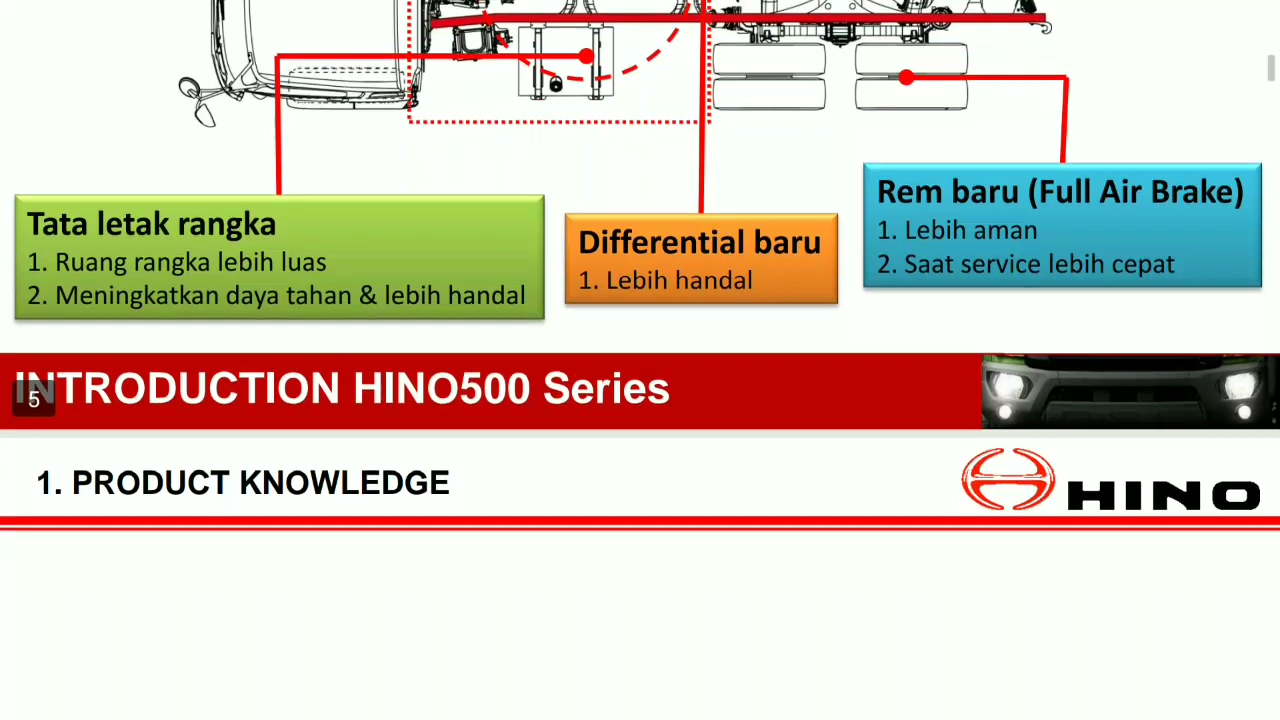 Tata letak rangka
1. Ruang rangka lebih luas
2. Meningkatkan daya tahan & lebih handal
Differential baru
1. Lebih handal
Rem baru (Full Air Brake)
1. Lebih aman
2. Saat service lebih cepat
INTRODUCTION HINO500 Series
5
1. PRODUCT KNOWLEDGE
HINO